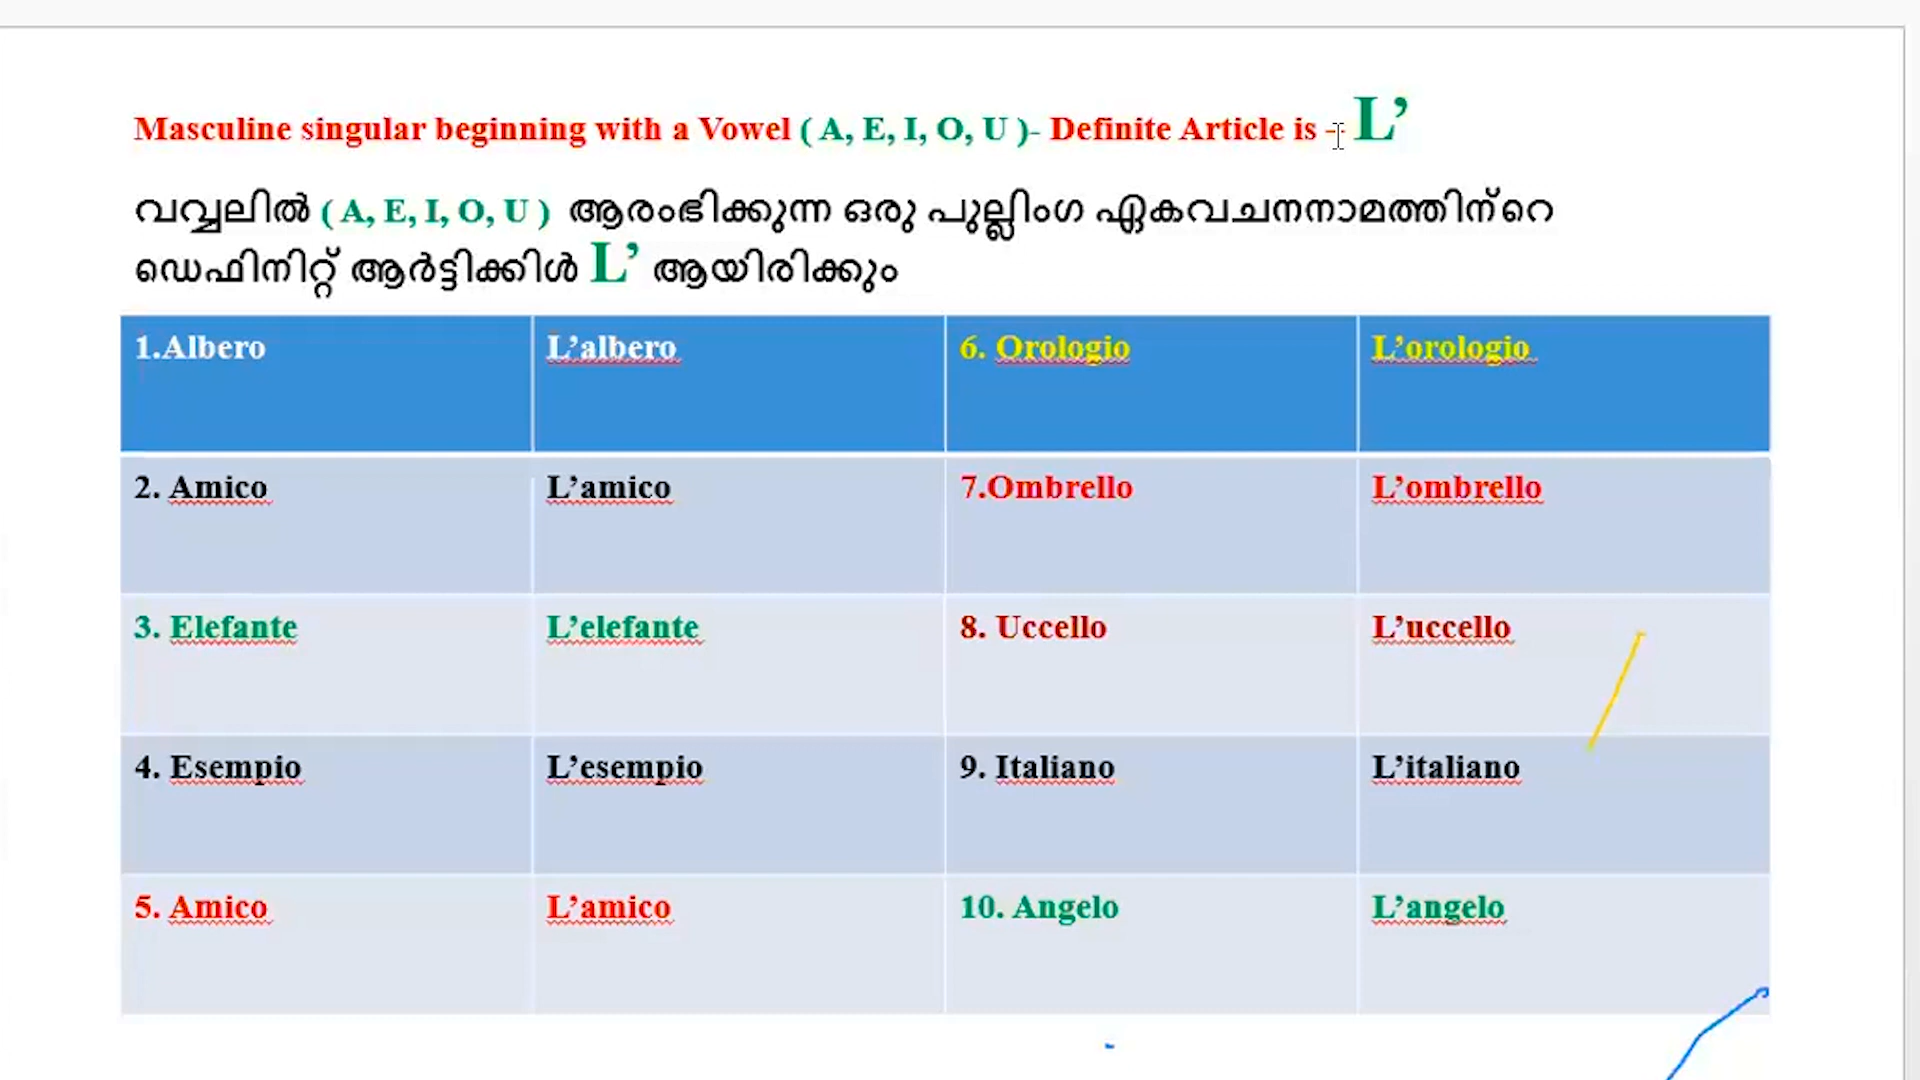 Masculine singular beginning with a Vowel ( A, E, I, O, U )- Definite Article is - L’
വവ്വലിൽ ( A, E, I, O, U ) ആരംഭിക്കുന്ന ഒരു പുല്ലിംഗ ഏകവചനനാമത്തിന്റെ
ഡെഫിനിറ്റ് ആർട്ടിക്കിൾ L’ ആയിരിക്കും
1.Albero L’albero 6. Orologio L’orologio
2. Amico L’amico 7.Ombrello L’ombrello
3. Elefante L’elefante 8. Uccello L’uccello
4. Esempio L’esempio 9. Italiano L’italiano
5. Amico L’amico 10. Angelo L’angelo